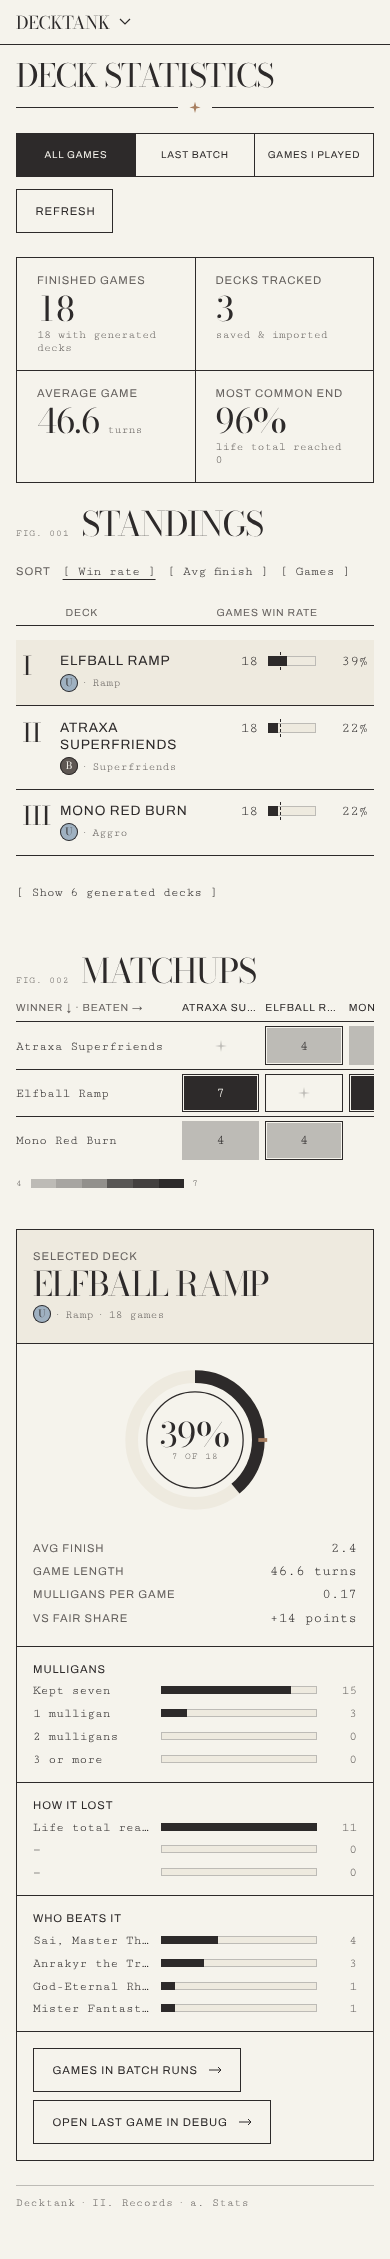 DECKTANK
DECK STATISTICS
ALL GAMES
LAST BATCH
GAMES I PLAYED
REFRESH
FINISHED GAMES
18
18 with generated
decks
DECKS TRACKED
3
saved & imported
AVERAGE GAME
46.6 turns
MOST COMMON END
96%
life total reached
0
FIG. 001 STANDINGS
SORT [ Win rate ] [ Avg finish ] [ Games ]
DECK GAMES WIN RATE
I ELFBALL RAMP 18 39%
U · Ramp
II ATRAXA 18 22%
SUPERFRIENDS
B · Superfriends
III MONO RED BURN 18 22%
U · Aggro
[ Show 6 generated decks ]
FIG. 002 MATCHUPS
WINNER ↓ · BEATEN → ATRAXA SU… ELFBALL R… MON
Atraxa Superfriends + 4
Elfball Ramp 7 +
Mono Red Burn 4 4
4 7
SELECTED DECK
ELFBALL RAMP
U · Ramp · 18 games
39%
7 OF 18
AVG FINISH 2.4
GAME LENGTH 46.6 turns
MULLIGANS PER GAME 0.17
VS FAIR SHARE +14 points
MULLIGANS
Kept seven 15
1 mulligan 3
2 mulligans 0
3 or more 0
HOW IT LOST
Life total rea… 11
– 0
– 0
WHO BEATS IT
Sai, Master Th… 4
Anrakyr the Tr… 3
God-Eternal Rh… 1
Mister Fantast… 1
GAMES IN BATCH RUNS →
OPEN LAST GAME IN DEBUG →
Decktank · II. Records · a. Stats